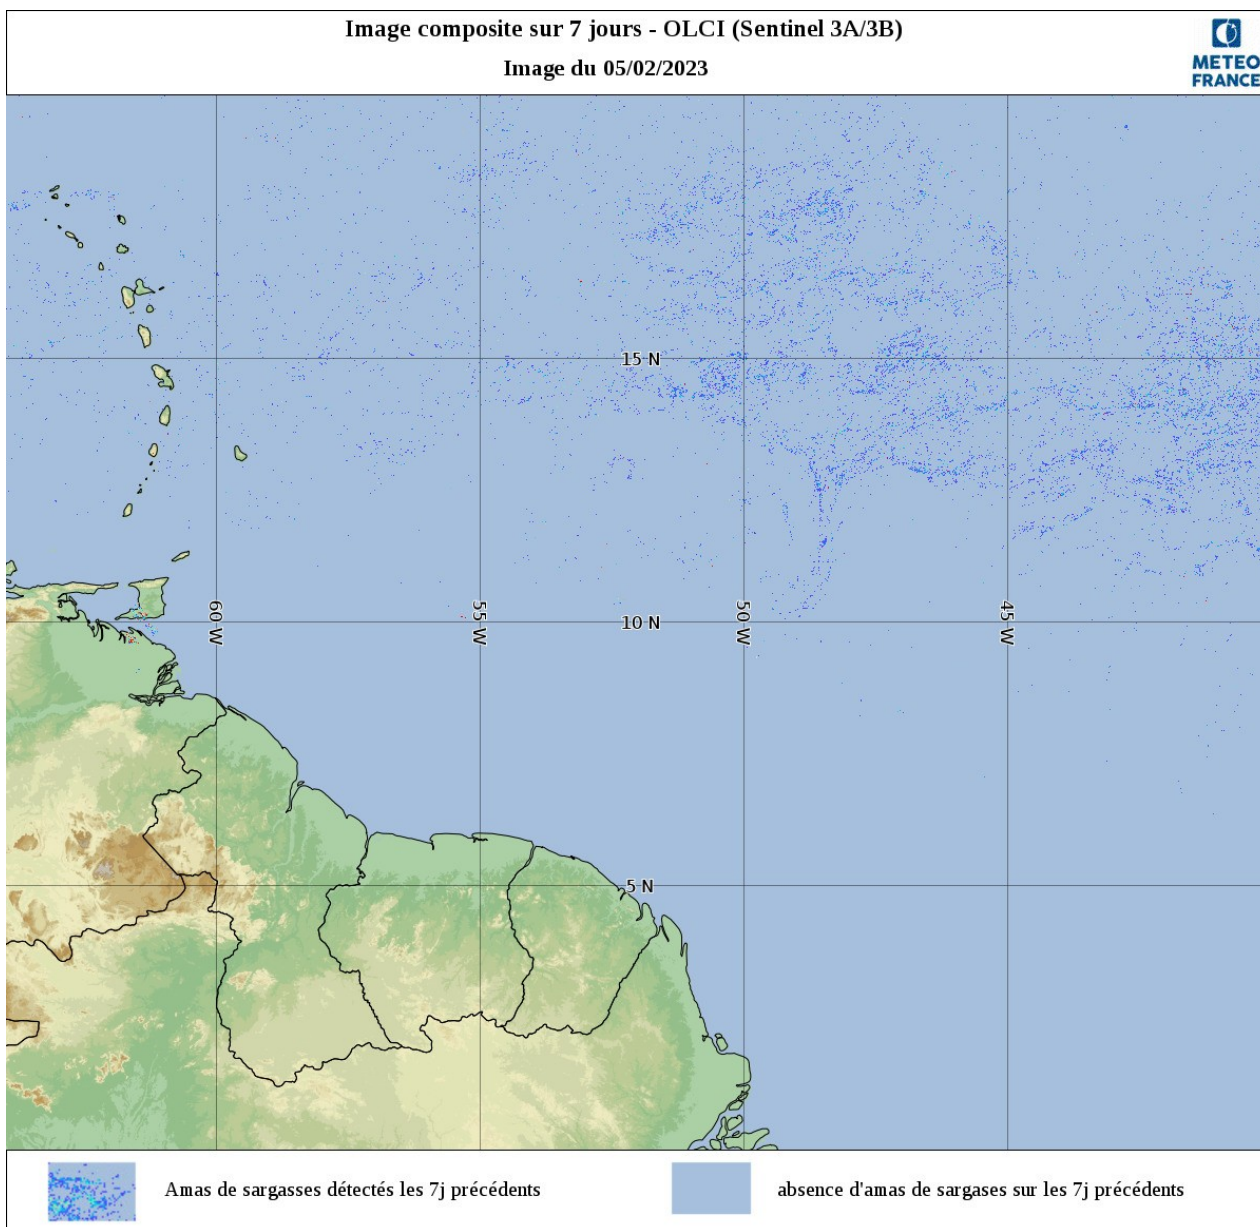 Image composite sur 7 jours - OLCI (Sentinel 3A/3B)
Image du 05/02/2023
METEO
FRANCE
15 N
60 W
55 W
10 N
50 W
45 W
5 N
Amas de sargasses détectés les 7j précédents
absence d'amas de sargases sur les 7j précédents